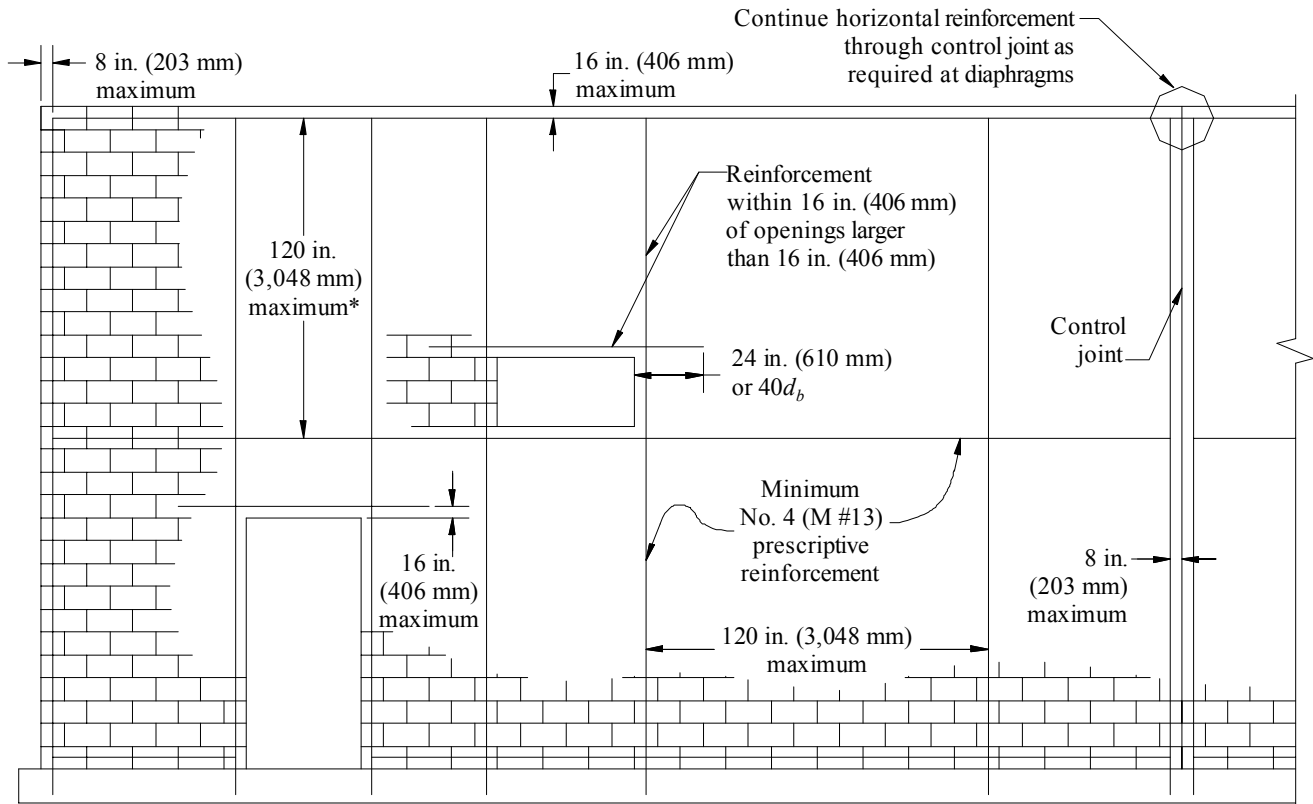 Continue horizontal reinforcement
through control joint as
required at diaphragms
8 in. (203 mm)
maximum
16 in. (406 mm)
maximum
Reinforcement
within 16 in. (406 mm)
of openings larger
than 16 in. (406 mm)
120 in.
(3,048 mm)
maximum*
Control
joint
24 in. (610 mm)
or 40d_b
Minimum
No. 4 (M #13)
prescriptive
reinforcement
16 in.
(406 mm)
maximum
8 in.
(203 mm)
maximum
120 in. (3,048 mm)
maximum